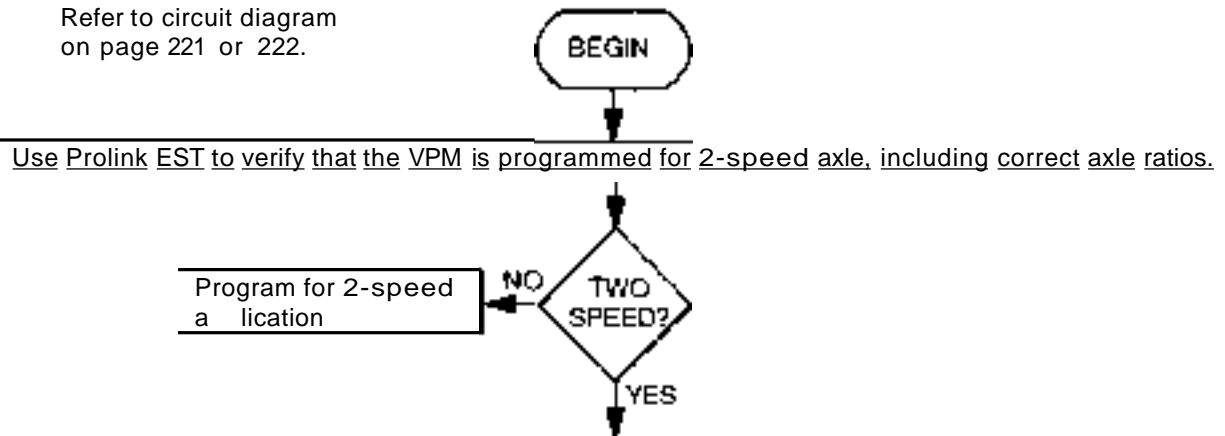 Refer to circuit diagram
on page 221 or 222.
BEGIN
Use Prolink EST to verify that the VPM is programmed for 2-speed axle, including correct axle ratios.
NO
Program for 2-speed
a lication
TWO
SPEED?
YES